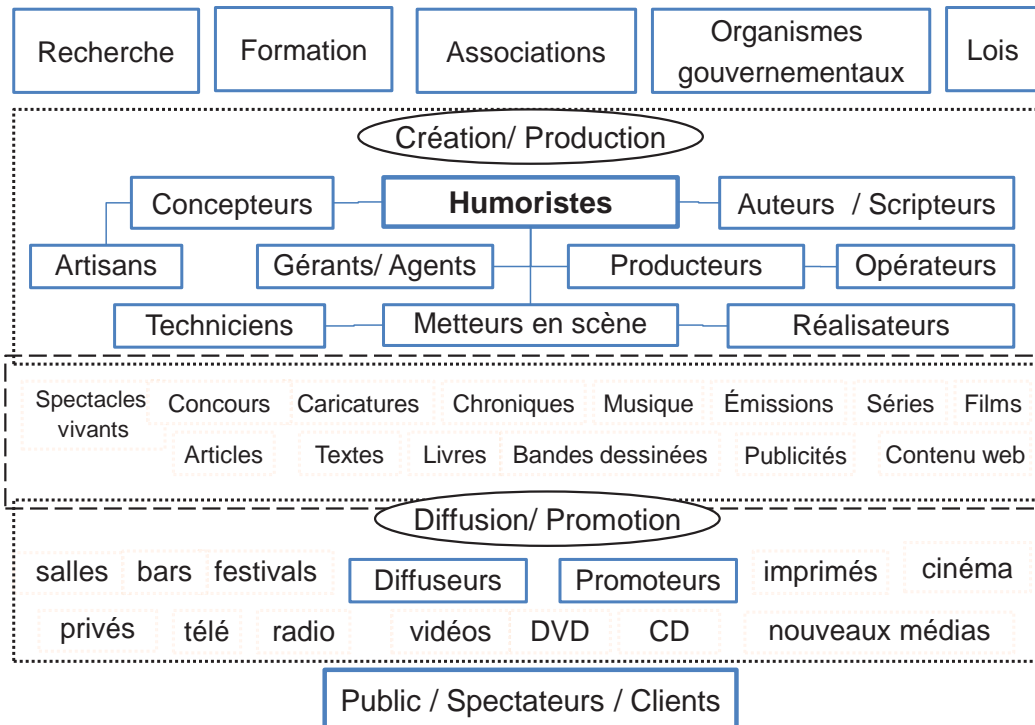 Recherche
Formation
Associations
Organismes
gouvernementaux
Lois
Création/ Production
Concepteurs
Humoristes
Auteurs / Scripteurs
Artisans
Gérants/ Agents
Producteurs
Opérateurs
Techniciens
Metteurs en scène
Réalisateurs
Spectacles
vivants
Concours
Caricatures
Chroniques
Musique
Émissions
Séries
Films
Articles
Textes
Livres
Bandes dessinées
Publicités
Contenu web
Diffusion/ Promotion
salles
bars
festivals
Diffuseurs
Promoteurs
imprimés
cinéma
privés
télé
radio
vidéos
DVD
CD
nouveaux médias
Public / Spectateurs / Clients